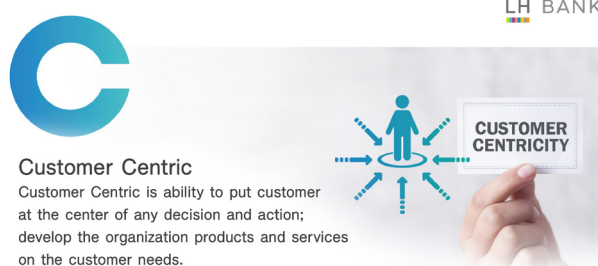 LH BANK
C
CUSTOMER
CENTRICITY
Customer Centric
Customer Centric is ability to put customer
at the center of any decision and action;
develop the organization products and services
on the customer needs.